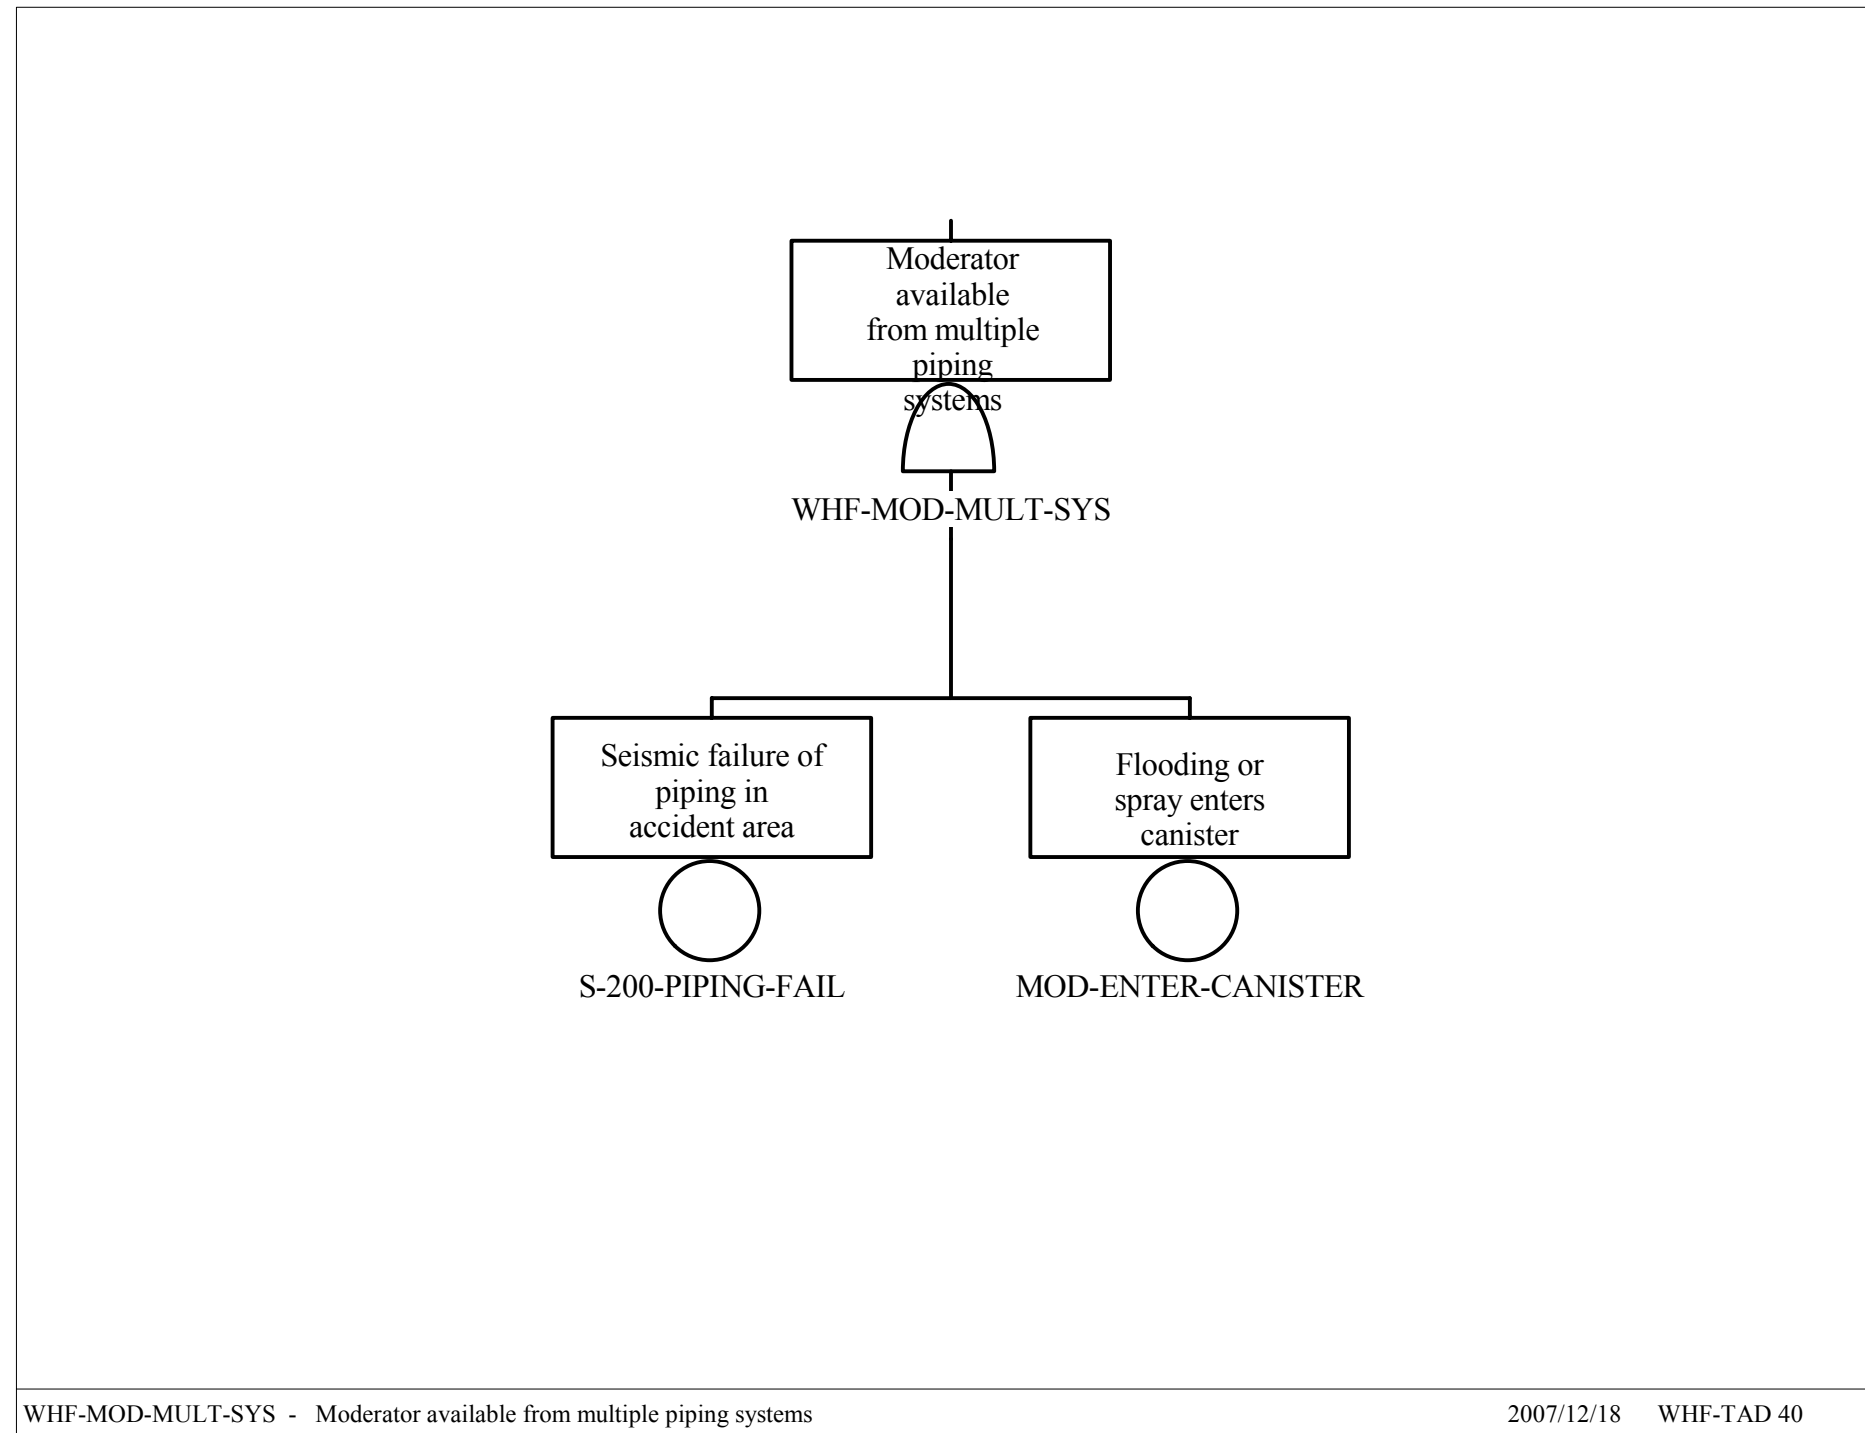 Moderator
available
from multiple
piping
systems
WHF-MOD-MULT-SYS
Seismic failure of
piping in
accident area
Flooding or
spray enters
canister
S-200-PIPING-FAIL
MOD-ENTER-CANISTER
WHF-MOD-MULT-SYS - Moderator available from multiple piping systems
2007/12/18 WHF-TAD 40